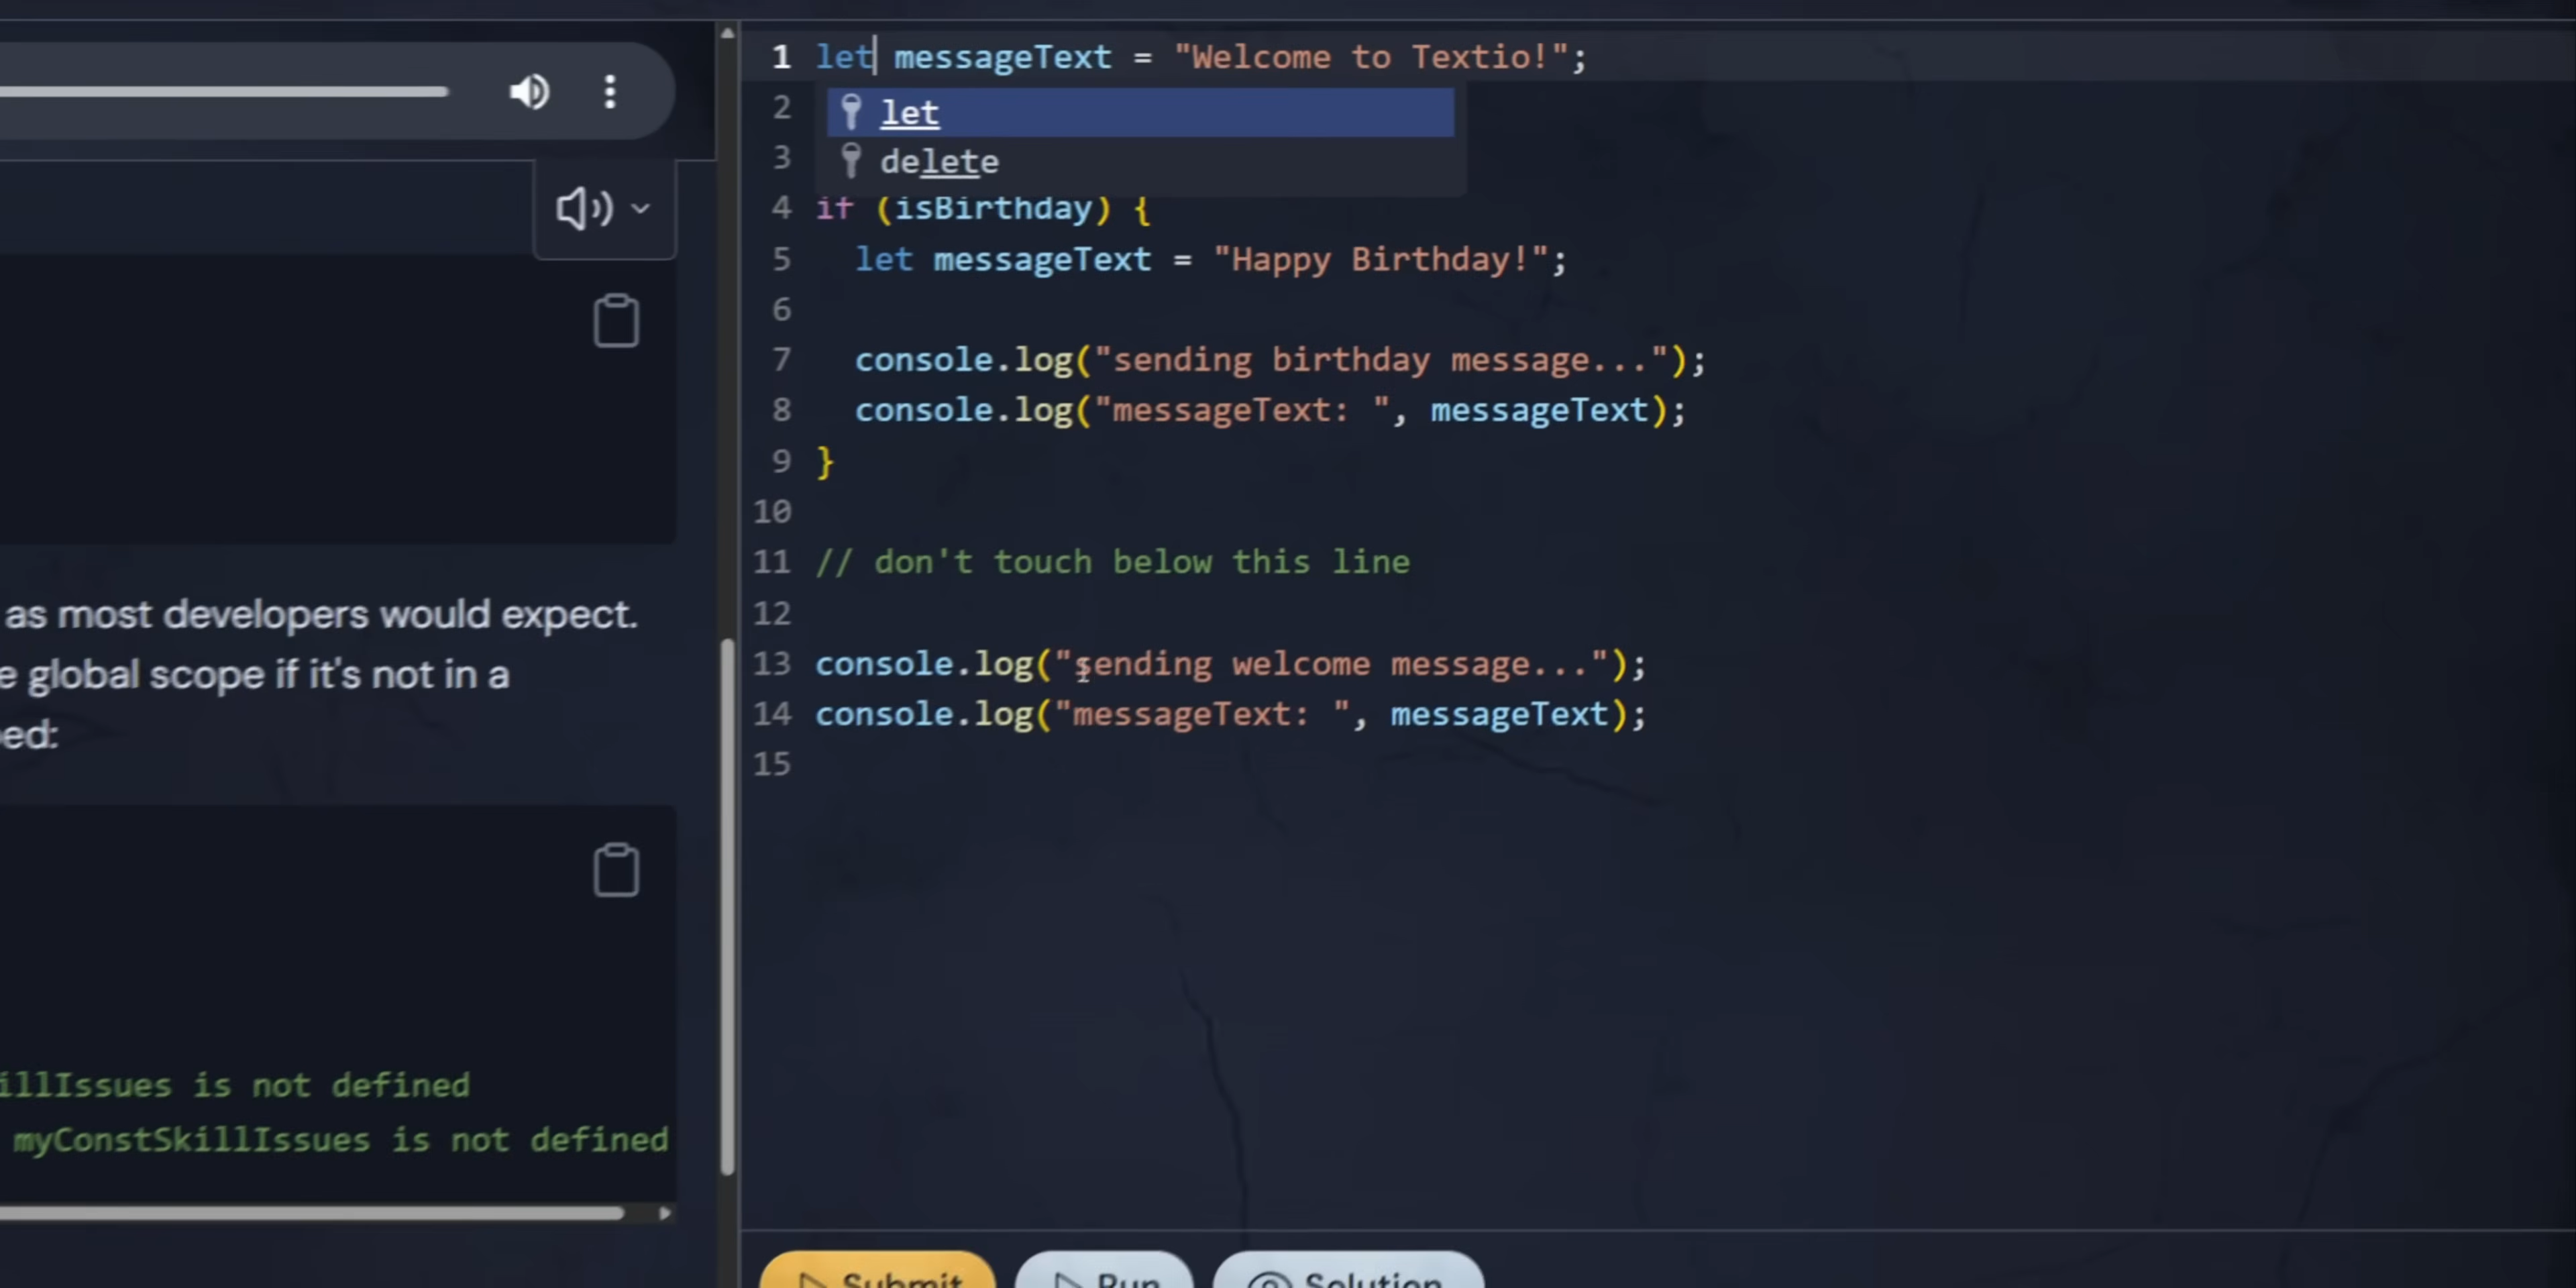 as most developers would expect.
global scope if it's not in a
illIssues is not defined
myConstSkillIssues is not defined
1 let messageText = "Welcome to Textio!";
let
delete
2
3
4 if (isBirthday) {
5 let messageText = "Happy Birthday!";
6
7 console.log("sending birthday message...");
8 console.log("messageText: ", messageText);
9 }
10
11 // don't touch below this line
12
13 console.log("sending welcome message...");
14 console.log("messageText: ", messageText);
15
Submit
Run
Solution